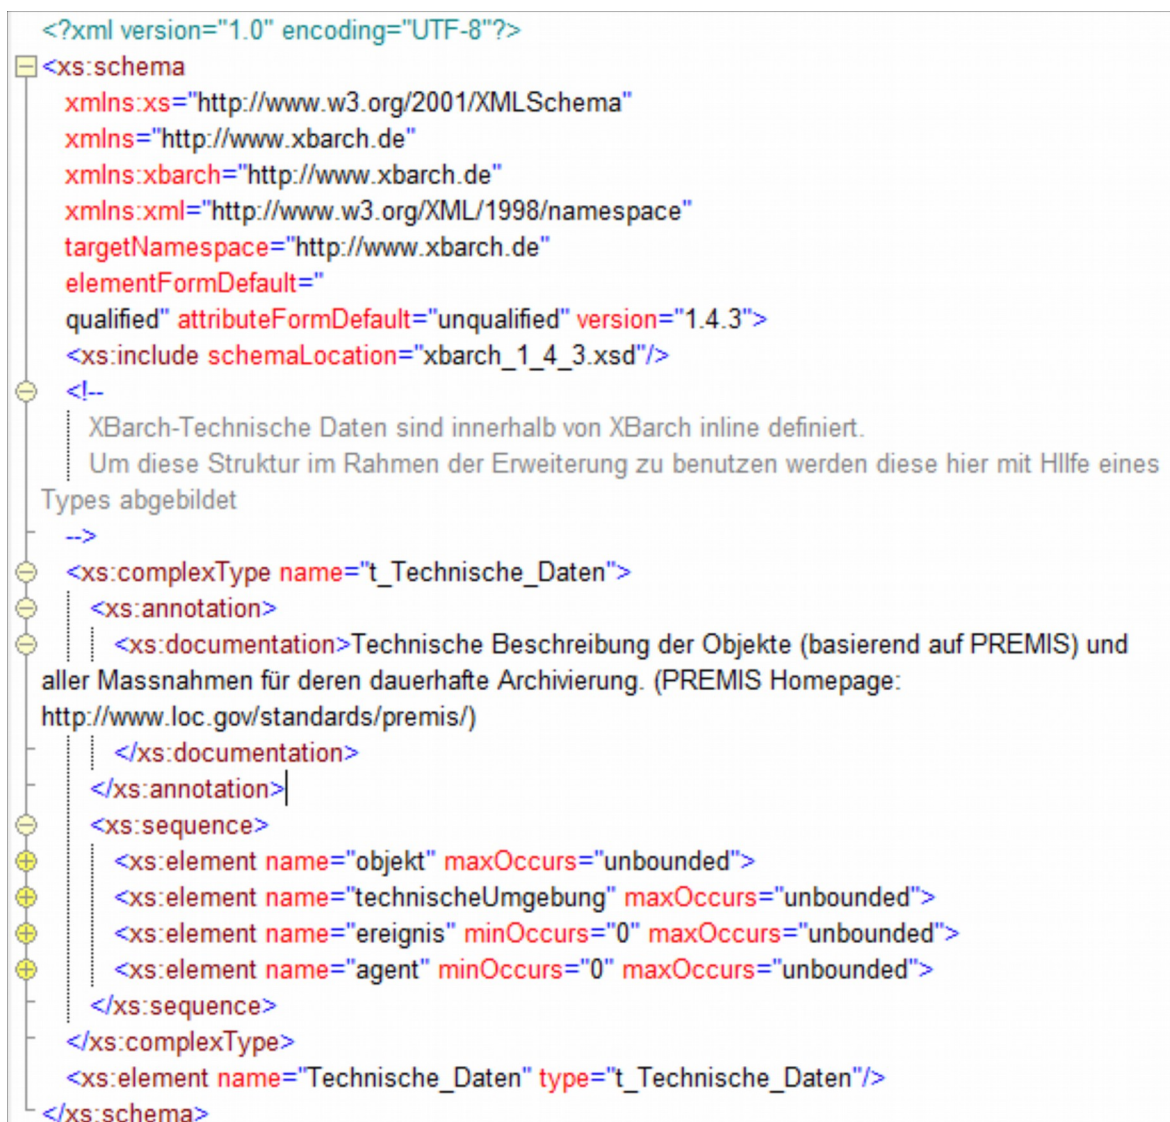 <?xml version="1.0" encoding="UTF-8"?>
<xs:schema
xmlns:xs="http://www.w3.org/2001/XMLSchema"
xmlns="http://www.xbarch.de"
xmlns:xbarch="http://www.xbarch.de"
xmlns:xml="http://www.w3.org/XML/1998/namespace"
targetNamespace="http://www.xbarch.de"
elementFormDefault="
qualified" attributeFormDefault="unqualified" version="1.4.3">
<xs:include schemaLocation="xbarch_1_4_3.xsd"/>
<!--
XBarch-Technische Daten sind innerhalb von XBarch inline definiert.
Um diese Struktur im Rahmen der Erweiterung zu benutzen werden diese hier mit HIlfe eines
Types abgebildet
-->
<xs:complexType name="t_Technische_Daten">
<xs:annotation>
<xs:documentation>Technische Beschreibung der Objekte (basierend auf PREMIS) und
aller Massnahmen für deren dauerhafte Archivierung. (PREMIS Homepage:
http://www.loc.gov/standards/premis/)
</xs:documentation>
</xs:annotation>
<xs:sequence>
<xs:element name="objekt" maxOccurs="unbounded">
<xs:element name="technischeUmgebung" maxOccurs="unbounded">
<xs:element name="ereignis" minOccurs="0" maxOccurs="unbounded">
<xs:element name="agent" minOccurs="0" maxOccurs="unbounded">
</xs:sequence>
</xs:complexType>
<xs:element name="Technische_Daten" type="t_Technische_Daten"/>
</xs:schema>